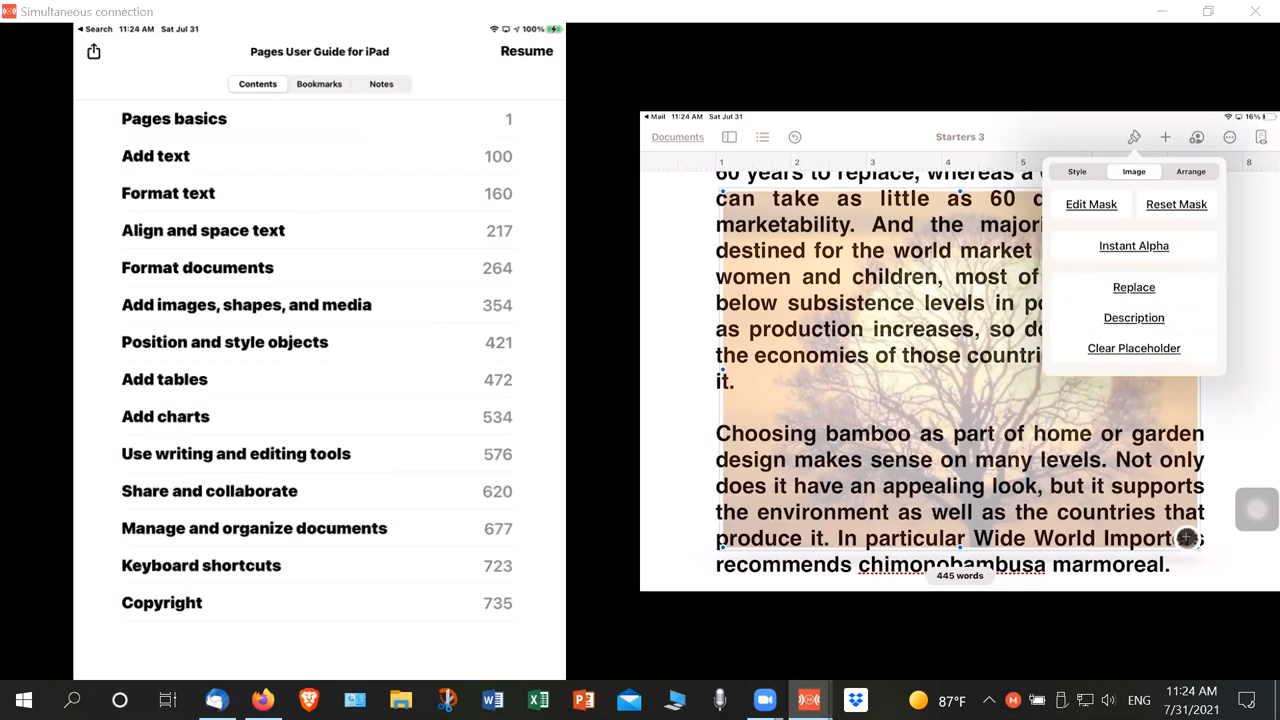 Simultaneous connection
Search 11:24 AM Sat Jul 31
100%
Pages User Guide for iPad
Resume
Contents
Bookmarks
Notes
Pages basics 1
Add text 100
Format text 160
Align and space text 217
Format documents 264
Add images, shapes, and media 354
Position and style objects 421
Add tables 472
Add charts 534
Use writing and editing tools 576
Share and collaborate 620
Manage and organize documents 677
Keyboard shortcuts 723
Copyright 735
Mail 11:24 AM Sat Jul 31
16%
Documents
Starters 3
1 2 3 4 5 8
60 years to replace, whereas a
can take as little as 60
marketability. And the
destined for the world market
women and children, most of
below subsistence levels in
as production increases, so
the economies of those
it.
Choosing bamboo as part of home or garden
design makes sense on many levels. Not only
does it have an appealing look, but it supports
the environment as well as the countries that
produce it. In particular Wide World
recommends chimonobambusa marmoreal.
445 words
Style
Image
Arrange
Edit Mask
Reset Mask
Instant Alpha
Replace
Description
Clear Placeholder
87°F
ENG
11:24 AM
7/31/2021